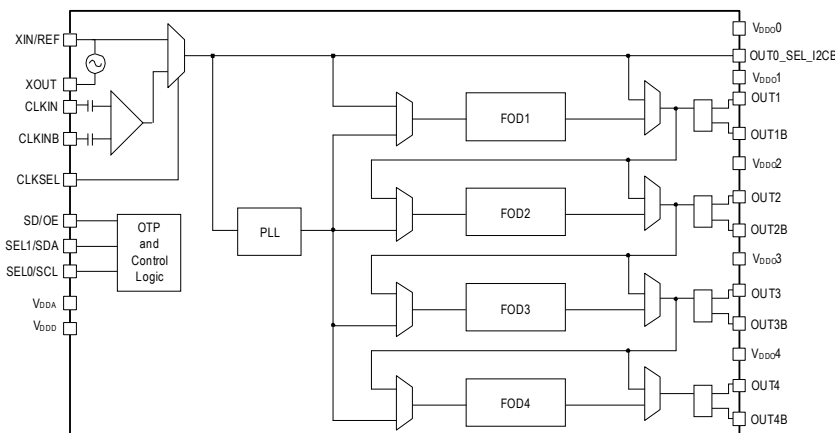 XIN/REF
XOUT
CLKIN
CLKINB
CLKSEL
SD/OE
SEL1/SDA
SEL0/SCL
VDDA
VDDD
OTP
and
Control
Logic
PLL
FOD1
FOD2
FOD3
FOD4
VDDO0
OUT0_SEL_I2CB
VDDO1
OUT1
OUT1B
VDDO2
OUT2
OUT2B
VDDO3
OUT3
OUT3B
VDDO4
OUT4
OUT4B